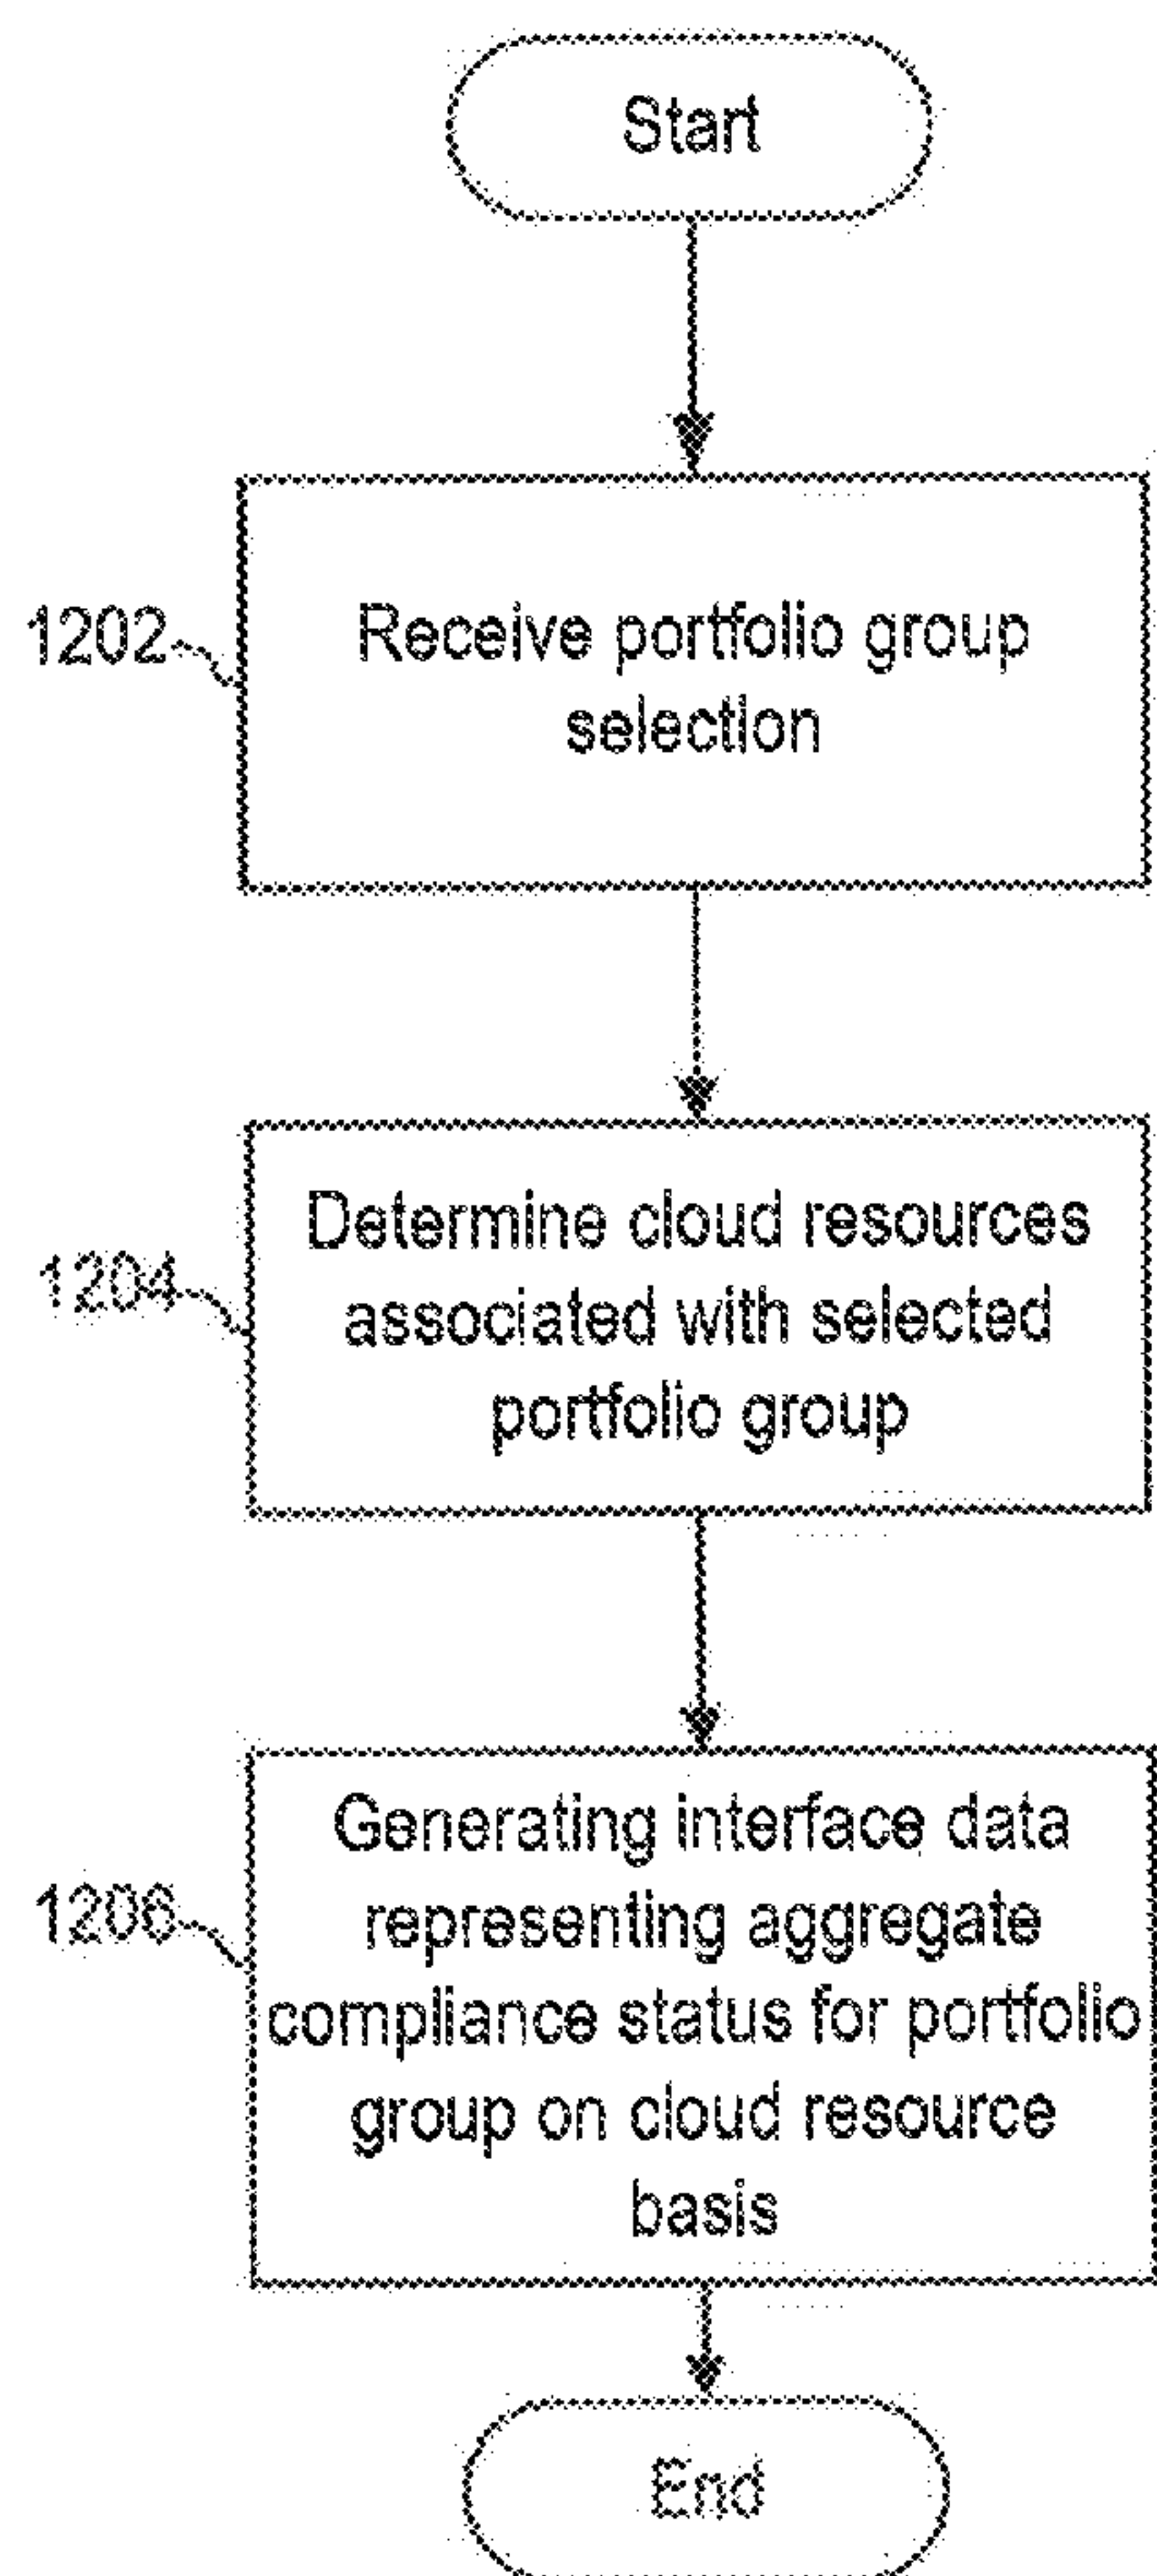 Start
1202
Receive portfolio group
selection
1204
Determine cloud resources
associated with selected
portfolio group
1206
Generating interface data
representing aggregate
compliance status for portfolio
group on cloud resource
basis
End